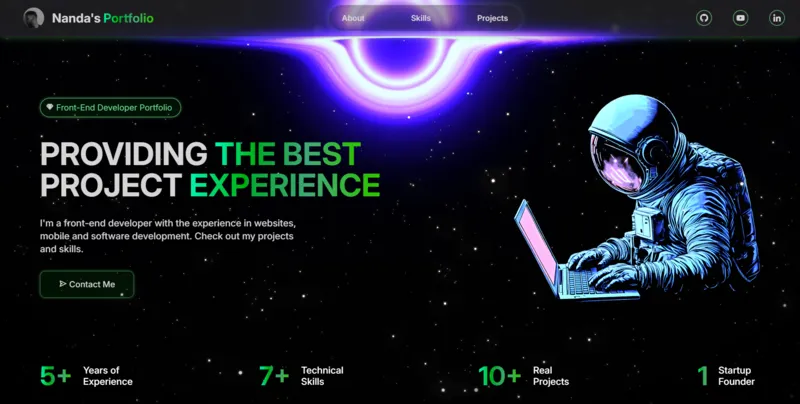 Nanda's Portfolio
About
Skills
Projects
Front-End Developer Portfolio
PROVIDING THE BEST
PROJECT EXPERIENCE
I'm a front-end developer with the experience in websites,
mobile and software development. Check out my projects
and skills.
Contact Me
5+
Years of
Experience
7+
Technical
Skills
10+
Real
Projects
1
Startup
Founder